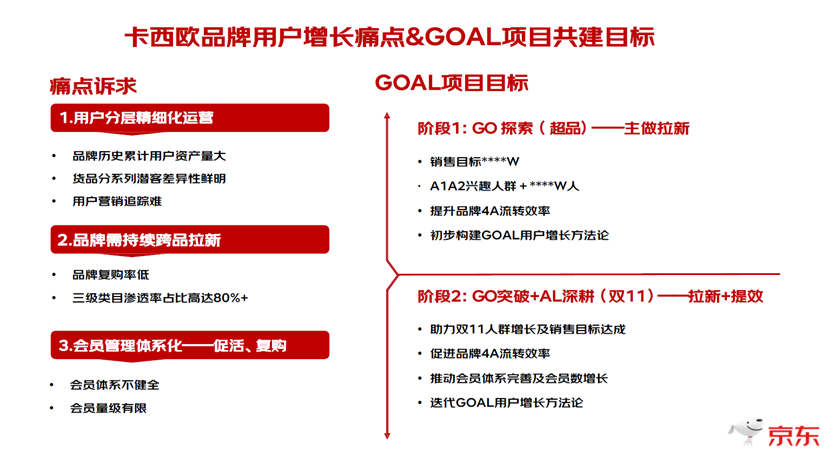 卡西欧品牌用户增长痛点&GOAL项目共建目标
痛点诉求
1.用户分层精细化运营
• 品牌历史累计用户资产量大
• 货品分系列潜客差异性鲜明
• 用户营销追踪难
2.品牌需持续跨品拉新
• 品牌复购率低
• 三级类目渗透率占比高达80%+
3.会员管理体系化——促活、复购
• 会员体系不健全
• 会员量级有限
GOAL项目目标
阶段1：GO 探索（超品）——主做拉新
• 销售目标****W
• A1A2兴趣人群＋****W人
• 提升品牌4A流转效率
• 初步构建GOAL用户增长方法论
阶段2：GO突破+AL深耕（双11）——拉新+提效
• 助力双11人群增长及销售目标达成
• 促进品牌4A流转效率
• 推动会员体系完善及会员数增长
• 迭代GOAL用户增长方法论
京东